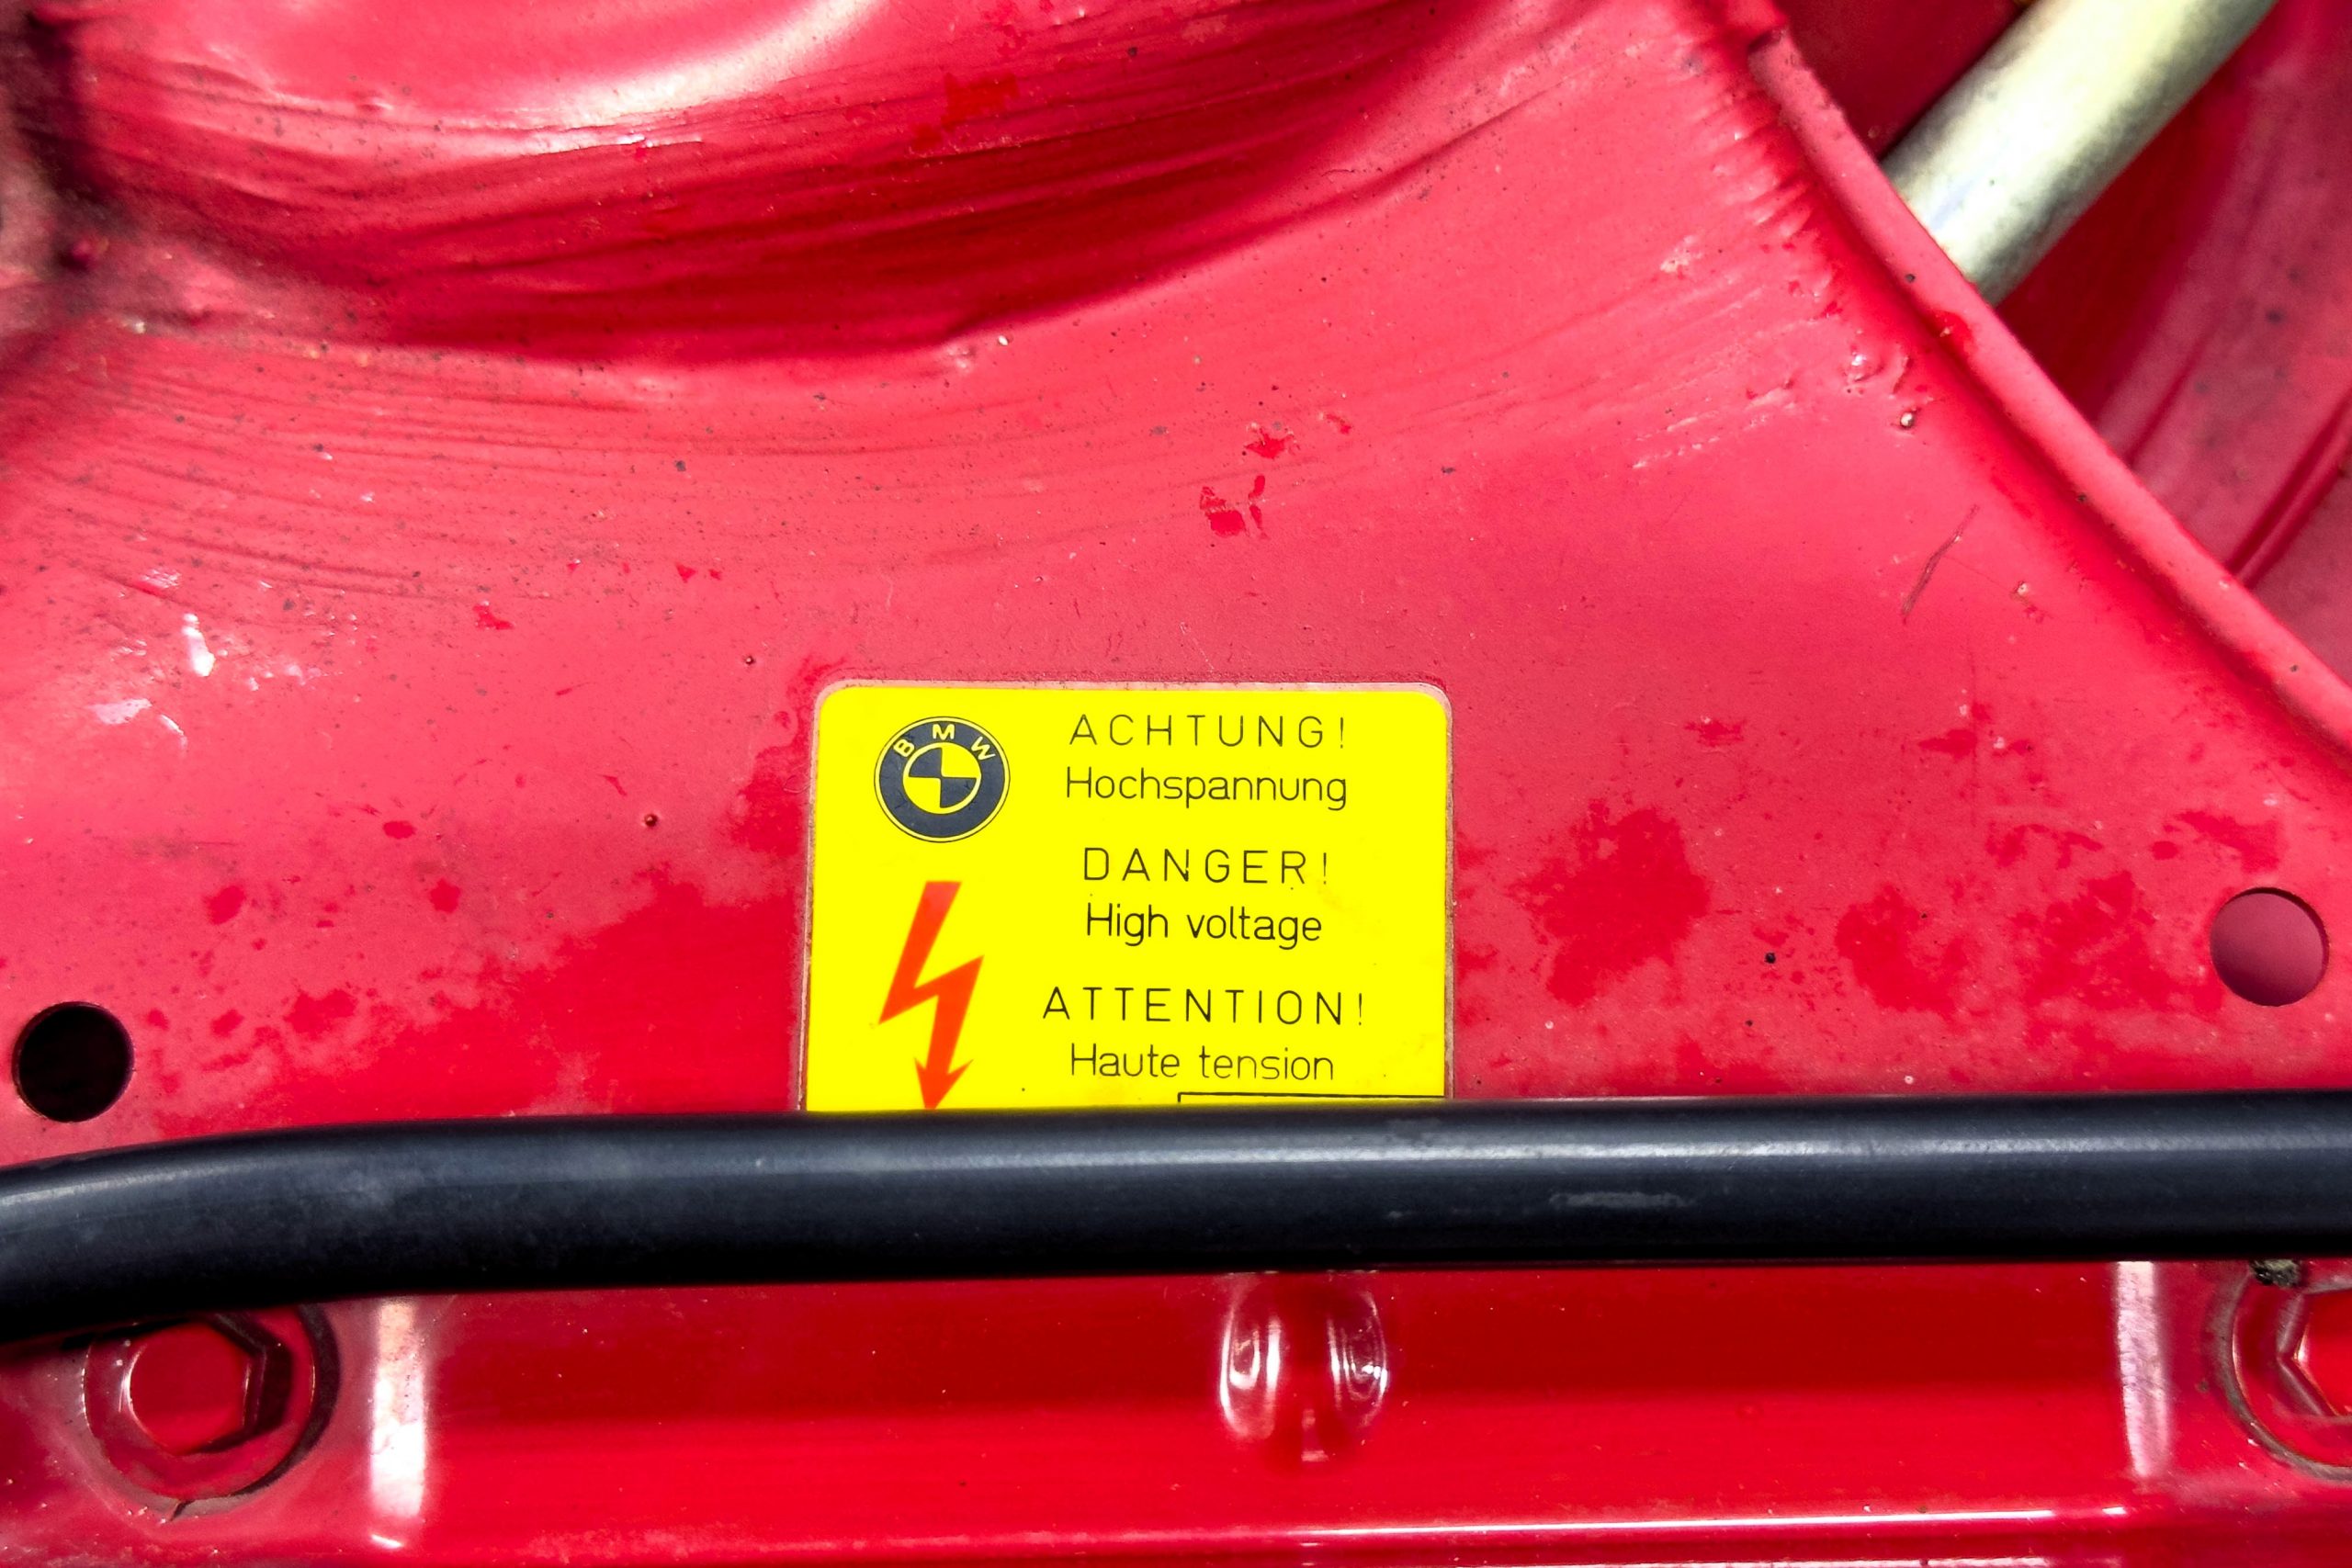 BMW
ACHTUNG!
Hochspannung
DANGER!
High voltage
ATTENTION!
Haute tension